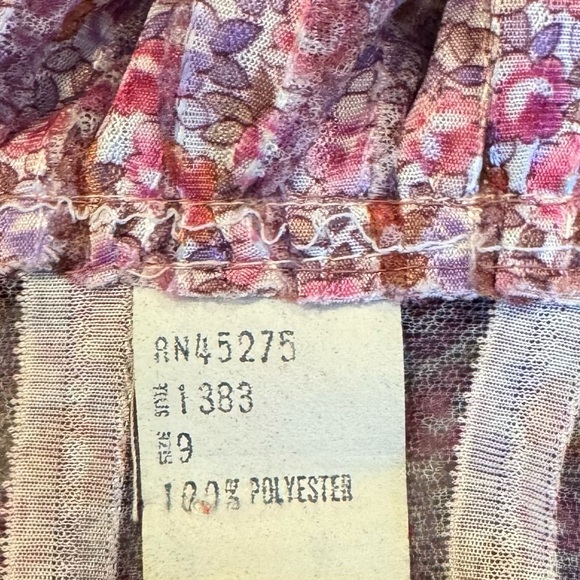 RN45275
STYLE 1383
SIZE 9
100% POLYESTER